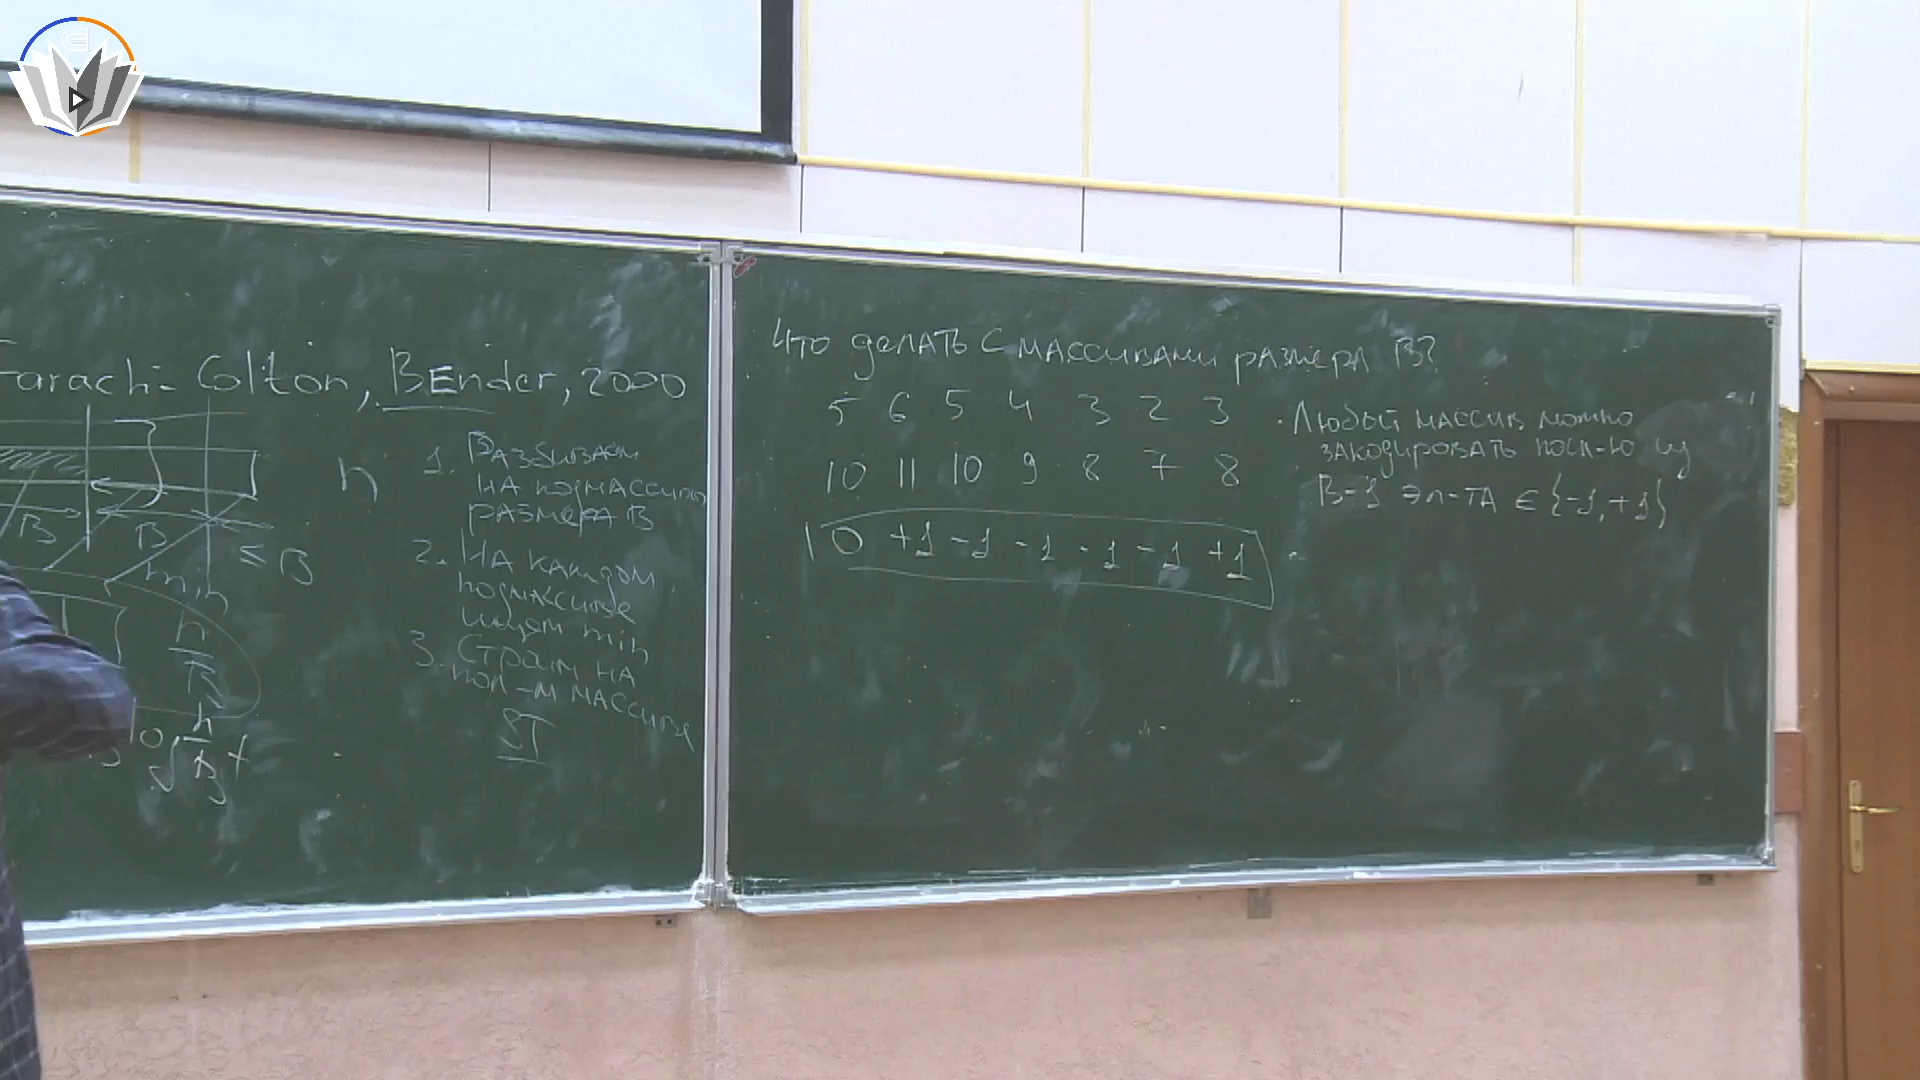 Farach-Colton, Bender, 2000
n
B B ≤ B
min
n
B
n
B
1. Разбиваем
на подмассивы
размера B
2. На каждом
подмассиве
ищем min
3. Строим на
пол-м массиве
ST
Что делать с массивами размера B?
5 6 5 4 3 2 3
10 11 10 9 8 7 8
10 +1 -1 -1 -1 -1 +1
· Любой массив можно
закодировать посл-ю из
B-1 эл-та ∈ {-1, +1}